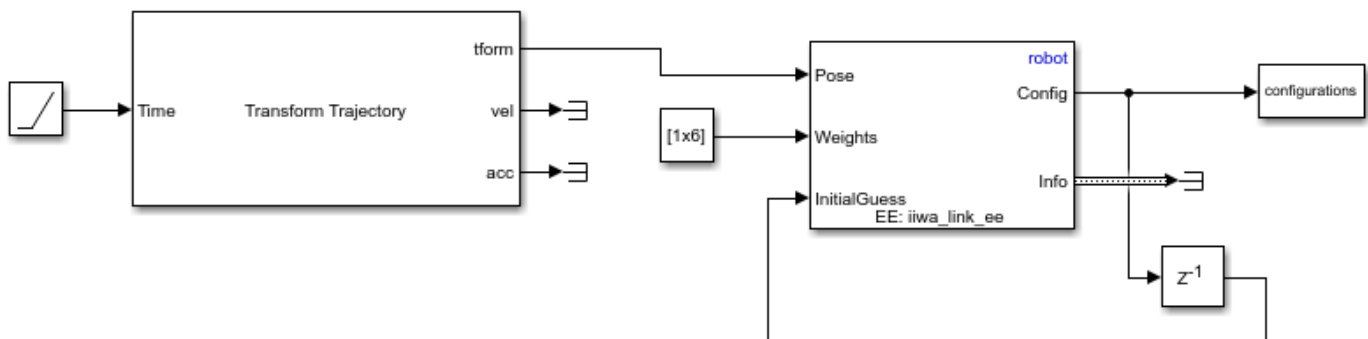 tform
Time
Transform Trajectory
vel
acc
robot
Pose
Config
configurations
[1x6]
Weights
Info
InitialGuess
EE: iiwa_link_ee
Z-1